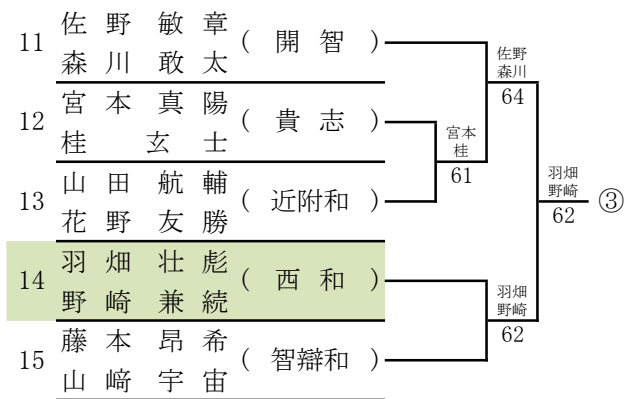 11 佐野敏章 ( 開智 )
森川敢太
12 宮本真陽 ( 貴志 )
桂玄士
13 山田航輔 ( 近附和 )
花野友勝
14 羽畑壮彪 ( 西和 )
野崎兼続
15 藤本昂希 ( 智辯和 )
山﨑宇宙
宮本
桂
61
佐野
森川
64
羽畑
野崎
62
羽畑
野崎
62
③